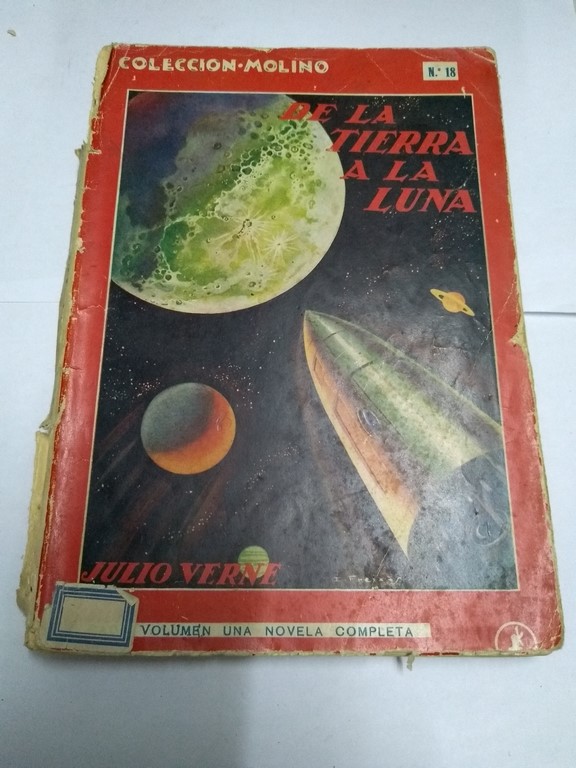 COLECCION·MOLINO
N.° 18
DE LA
TIERRA
A LA
LUNA
JULIO VERNE
VOLUMEN UNA NOVELA COMPLETA